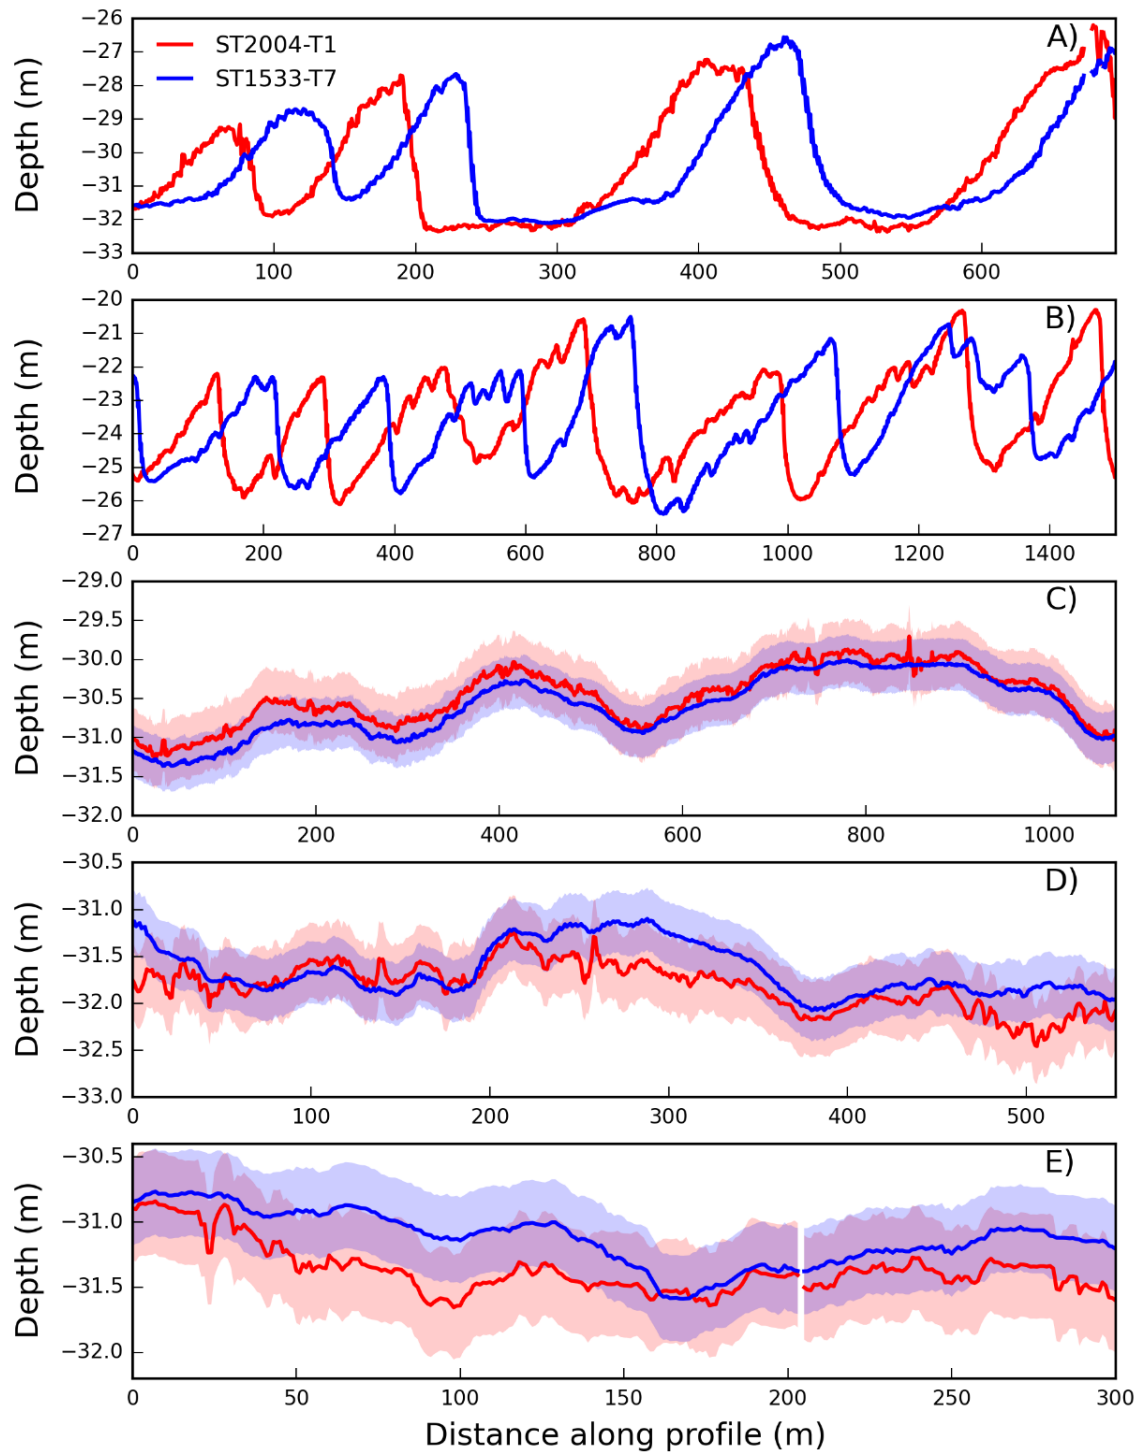 −26
−27
−28
−29
−30
−31
−32
−33
Depth (m)
ST2004-T1
ST1533-T7
A)
0 100 200 300 400 500 600
−20
−21
−22
−23
−24
−25
−26
−27
Depth (m)
B)
0 200 400 600 800 1000 1200 1400
−29.0
−29.5
−30.0
−30.5
−31.0
−31.5
−32.0
Depth (m)
C)
0 200 400 600 800 1000
−30.5
−31.0
−31.5
−32.0
−32.5
−33.0
Depth (m)
D)
0 100 200 300 400 500
−30.5
−31.0
−31.5
−32.0
Depth (m)
E)
0 50 100 150 200 250 300
Distance along profile (m)